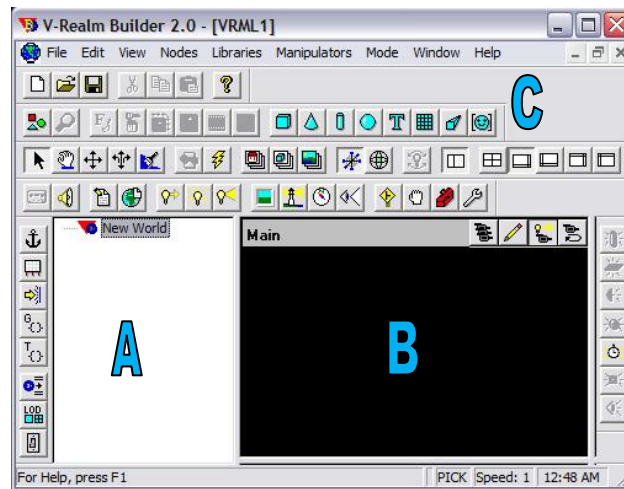 V-Realm Builder 2.0 - [VRML1]
File Edit View Nodes Libraries Manipulators Mode Window Help
C
New World
Main
A
B
G
T
LOD
For Help, press F1
PICK Speed: 1 12:48 AM